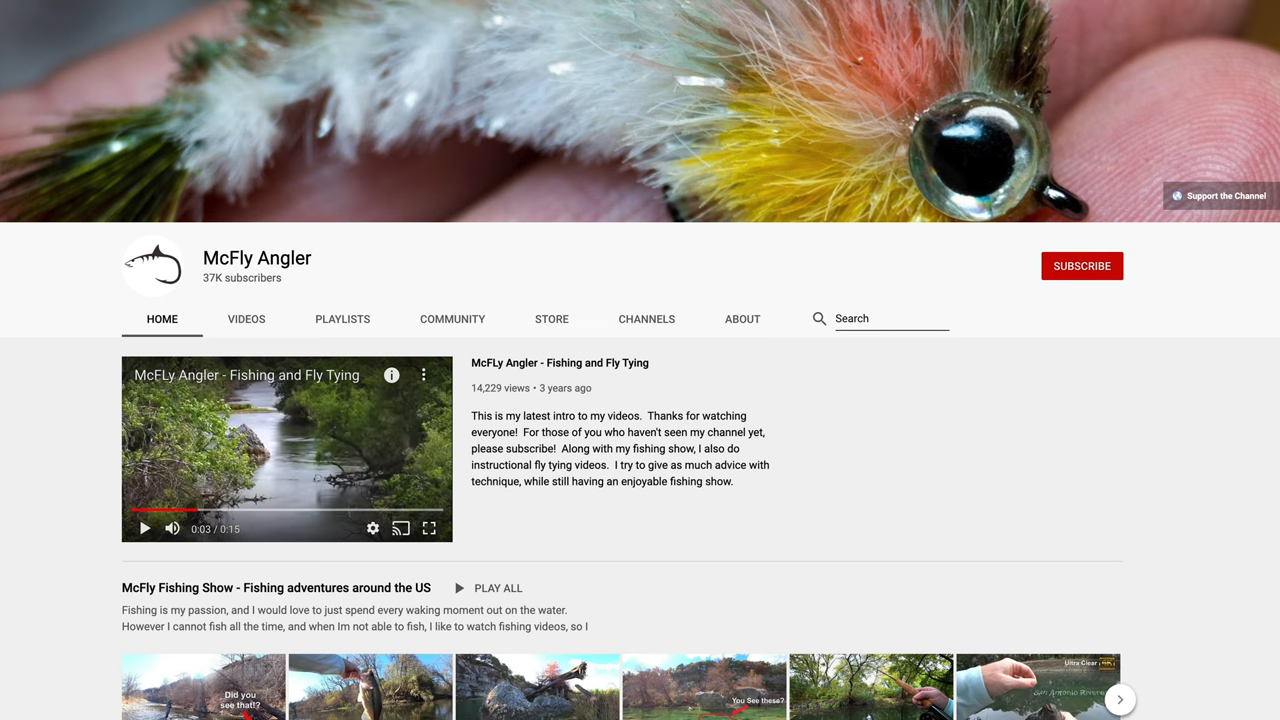 Support the Channel
McFly Angler
37K subscribers
SUBSCRIBE
HOME VIDEOS PLAYLISTS COMMUNITY STORE CHANNELS ABOUT Search
McFLy Angler - Fishing and Fly Tying
0:03 / 0:15
McFLy Angler - Fishing and Fly Tying
14,229 views • 3 years ago
This is my latest intro to my videos. Thanks for watching
everyone! For those of you who haven't seen my channel yet,
please subscribe! Along with my fishing show, I also do
instructional fly tying videos. I try to give as much advice with
technique, while still having an enjoyable fishing show.
McFly Fishing Show - Fishing adventures around the US PLAY ALL
Fishing is my passion, and I would love to just spend every waking moment out on the water.
However I cannot fish all the time, and when Im not able to fish, I like to watch fishing videos, so I
Did you
see that!?
You See these?
Ultra Clear 4K
San Antonio Rivere